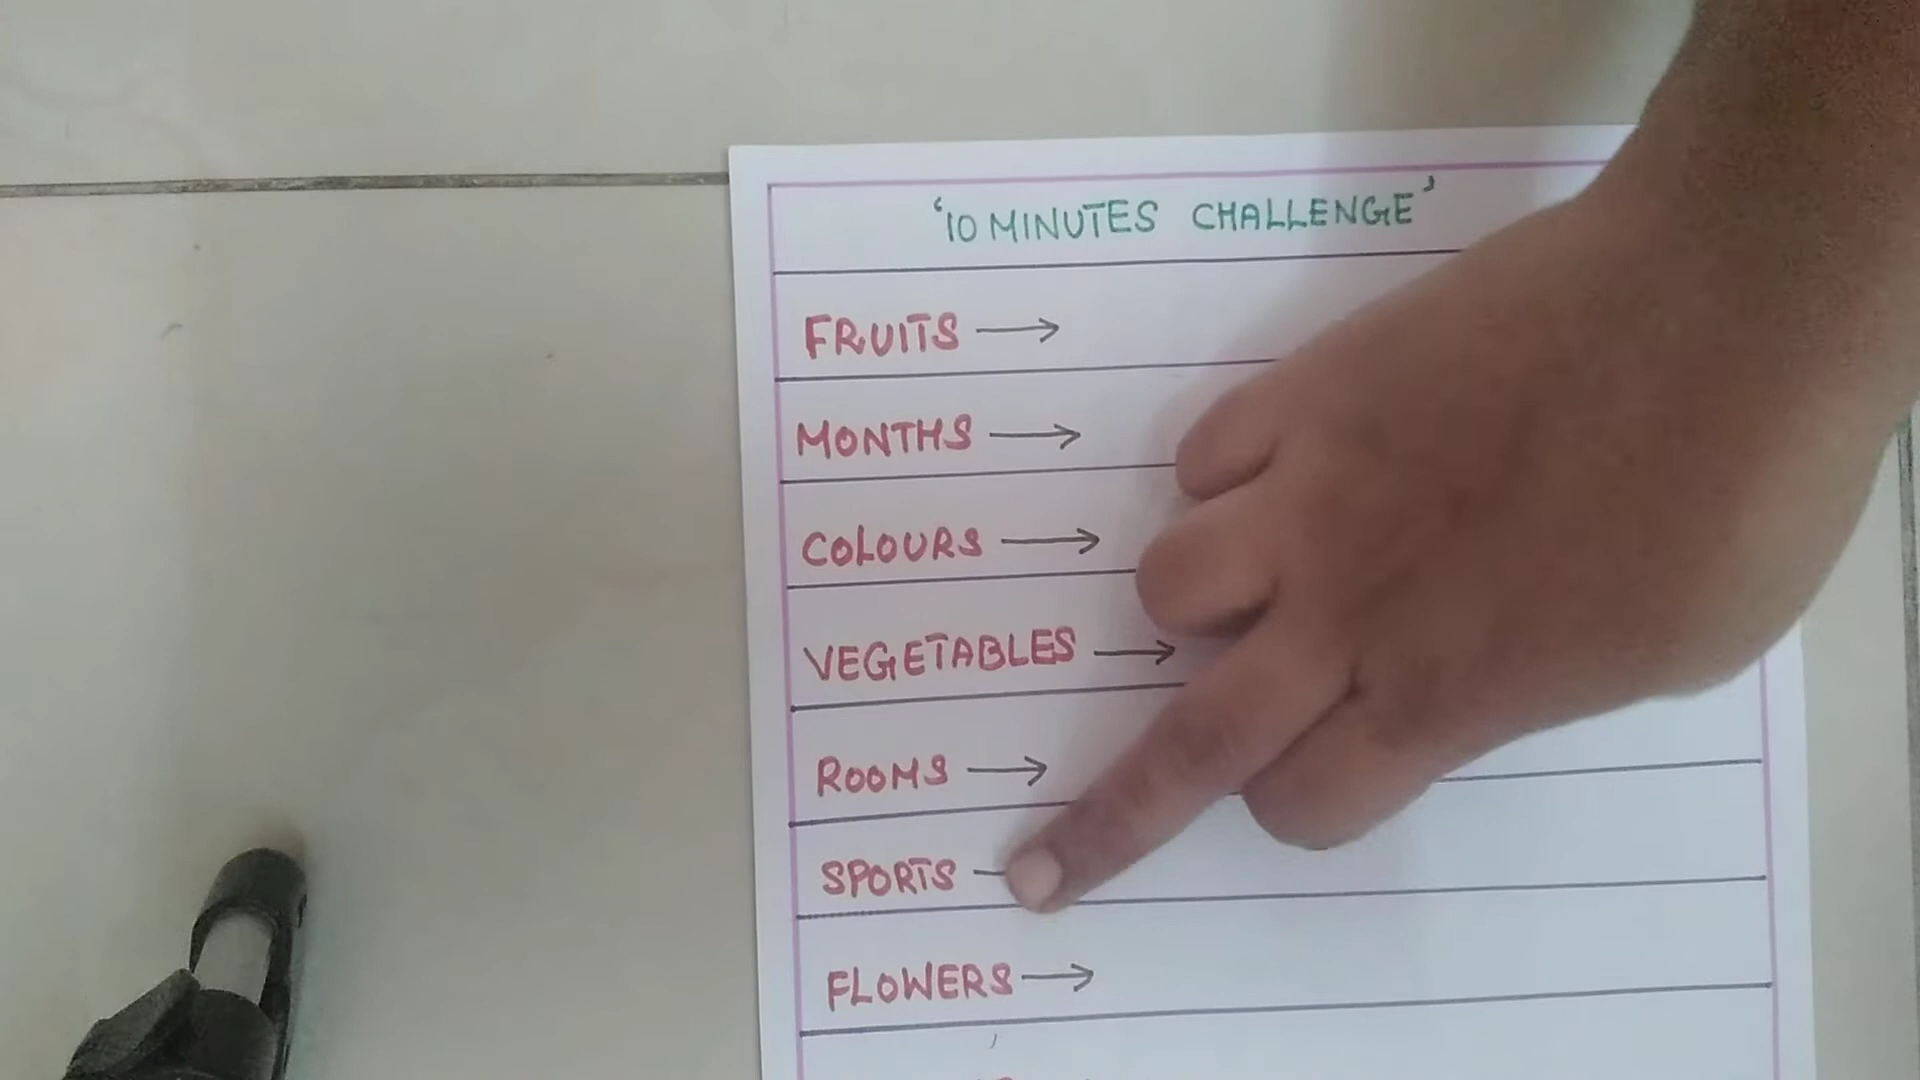 '10 MINUTES CHALLENGE'
FRUITS →
MONTHS →
COLOURS →
VEGETABLES →
ROOMS →
SPORTS
FLOWERS →